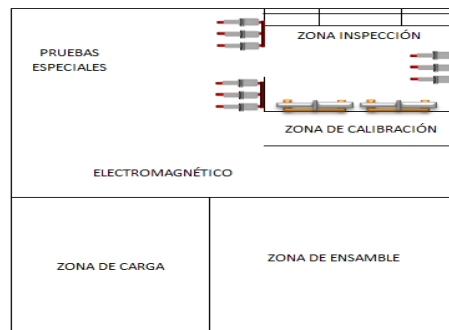 ZONA INSPECCIÓN
PRUEBAS
ESPECIALES
ZONA DE CALIBRACIÓN
ELECTROMAGNÉTICO
ZONA DE CARGA
ZONA DE ENSAMBLE